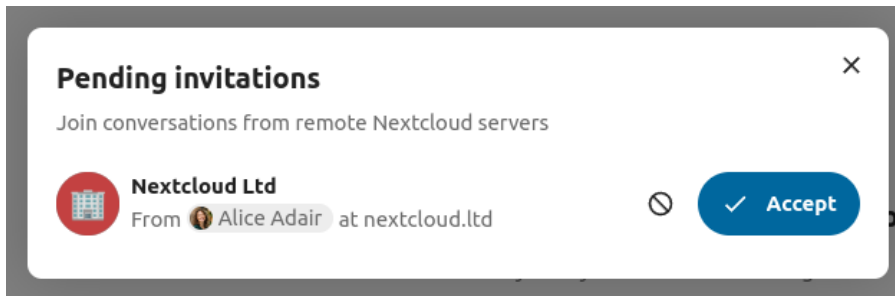 Pending invitations
Join conversations from remote Nextcloud servers
Nextcloud Ltd
From Alice Adair at nextcloud.ltd
Accept